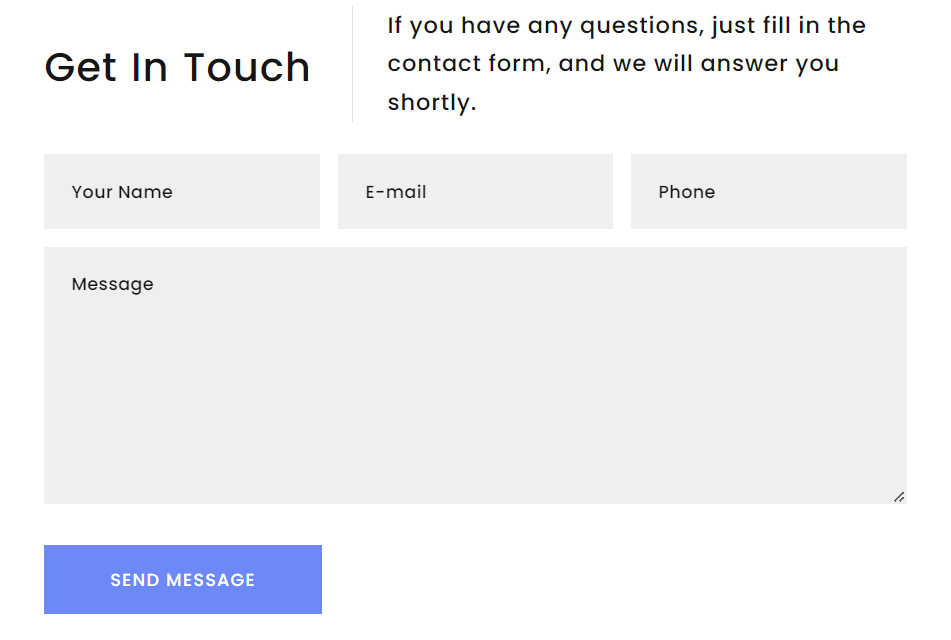 Get In Touch
If you have any questions, just fill in the
contact form, and we will answer you
shortly.
Your Name
E-mail
Phone
Message
SEND MESSAGE